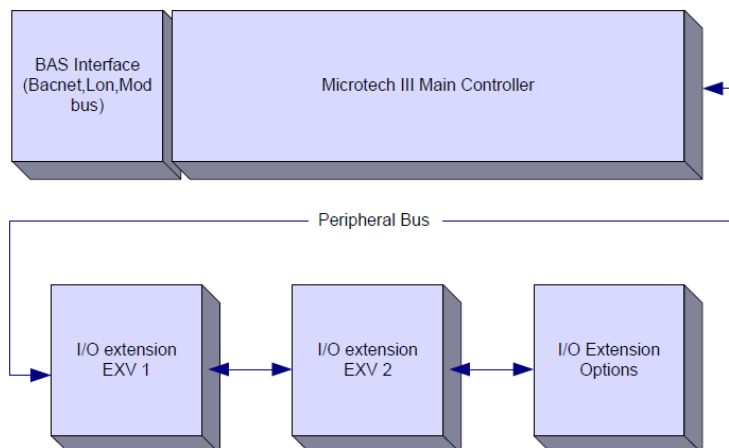 BAS Interface
(Bacnet,Lon,Mod
bus)
Microtech III Main Controller
Peripheral Bus
I/O extension
EXV 1
I/O extension
EXV 2
I/O Extension
Options